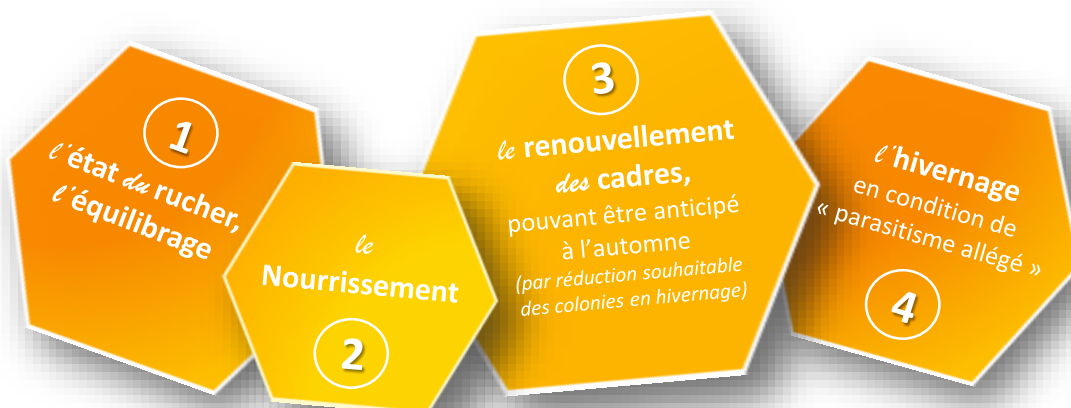 1
l'état du rucher,
l'équilibrage
le
Nourrissement
2
3
le renouvellement
des cadres,
pouvant être anticipé
à l'automne
(par réduction souhaitable
des colonies en hivernage)
l'hivernage
en condition de
« parasitisme allégé »
4